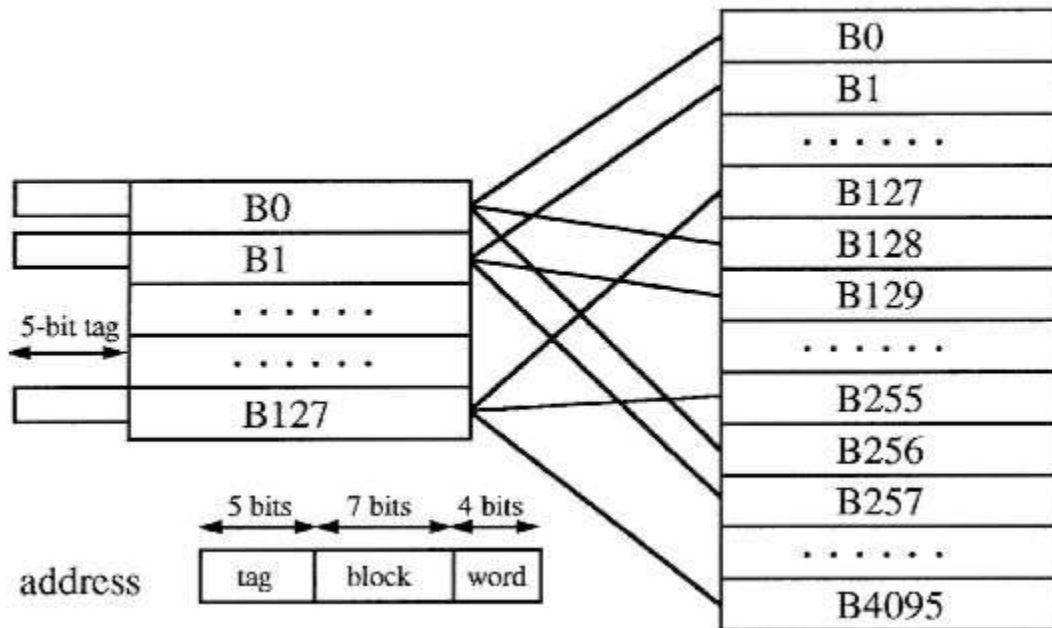 B0
B1
. . . . . .
. . . . . .
B127
5-bit tag
B0
B1
. . . . . .
B127
B128
B129
. . . . . .
B255
B256
B257
. . . . . .
B4095
5 bits 7 bits 4 bits
address tag block word